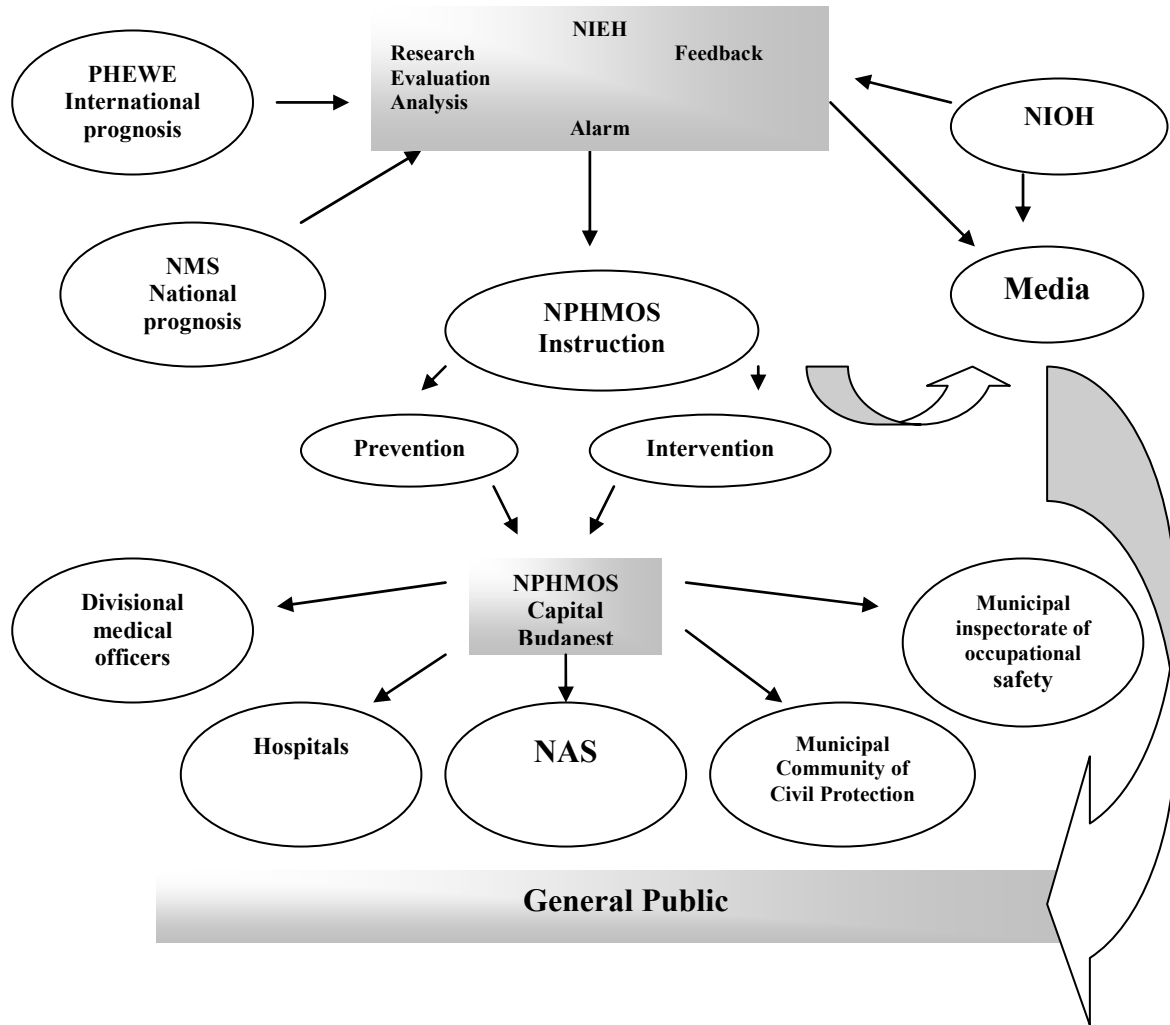 NIEH
Research
Evaluation
Analysis
Feedback
Alarm
PHEWE
International
prognosis
NIOH
NMS
National
prognosis
Media
NPHMOS
Instruction
Prevention
Intervention
NPHMOS
Capital
Budapest
Divisional
medical
officers
Municipal
inspectorate of
occupational
safety
Hospitals
NAS
Municipal
Community of
Civil Protection
General Public